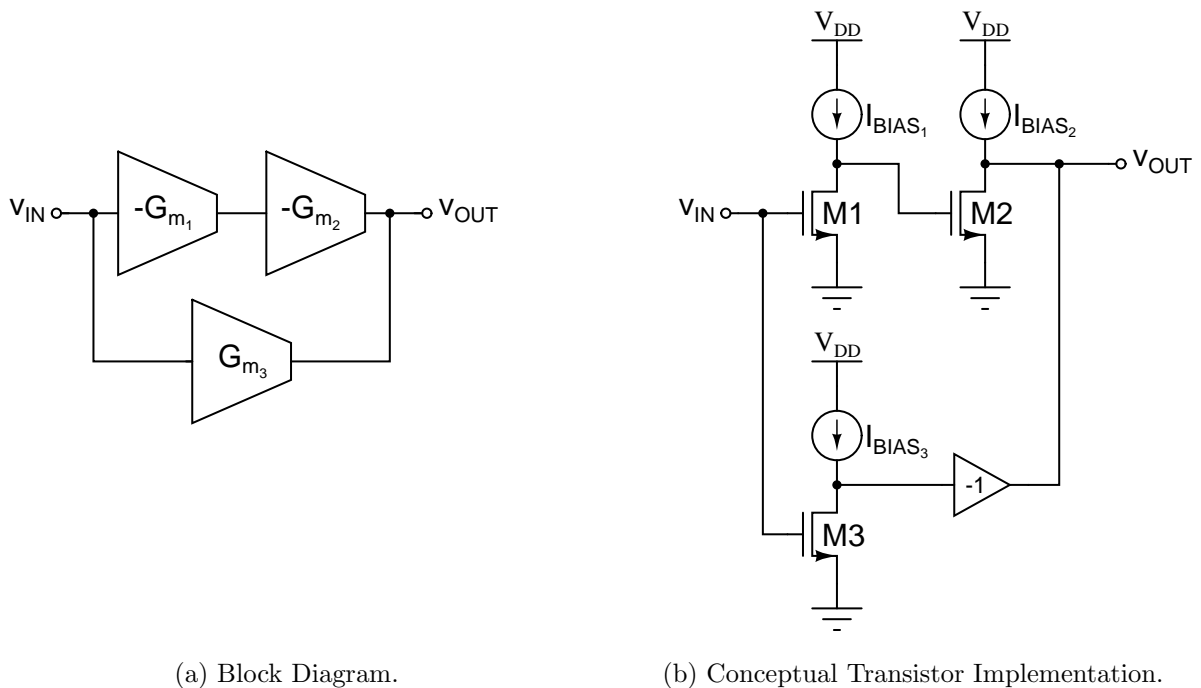 V_DD V_DD
I_BIAS1 I_BIAS2
v_IN -G_m1 -G_m2 v_OUT
v_IN M1 M2 v_OUT
G_m3
V_DD
I_BIAS3
-1
M3
(a) Block Diagram.
(b) Conceptual Transistor Implementation.